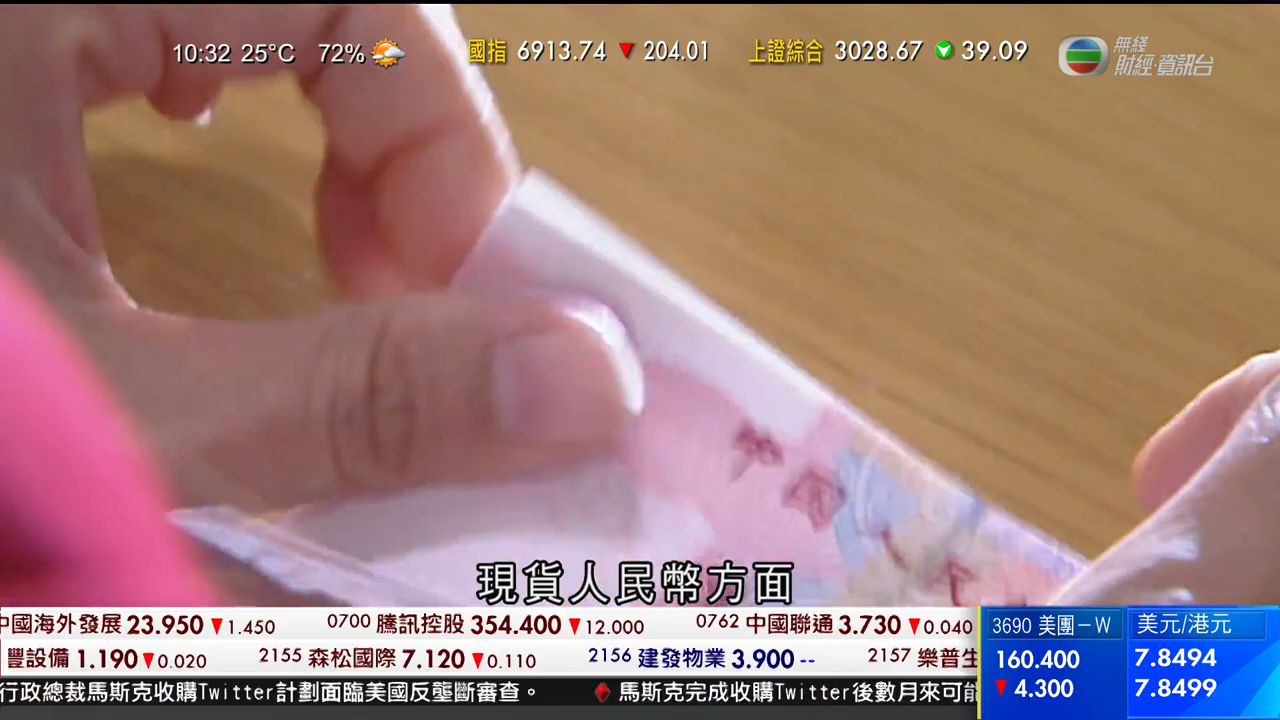 10:32 25°C 72% 國指 6913.74 ▼ 204.01 上證綜合 3028.67 39.09
無綫
財經·資訊台
現貨人民幣方面
中國海外發展 23.950 ▼1.450 0700 騰訊控股 354.400 ▼12.000 0762 中國聯通 3.730 ▼0.040
豐設備 1.190 ▼0.020 2155 森松國際 7.120 ▼0.110 2156 建發物業 3.900 -- 2157 樂普生
行政總裁馬斯克收購Twitter計劃面臨美國反壟斷審查。 馬斯克完成收購Twitter後數月來可能
3690 美團－W
160.400
▼ 4.300
美元/港元
7.8494
7.8499